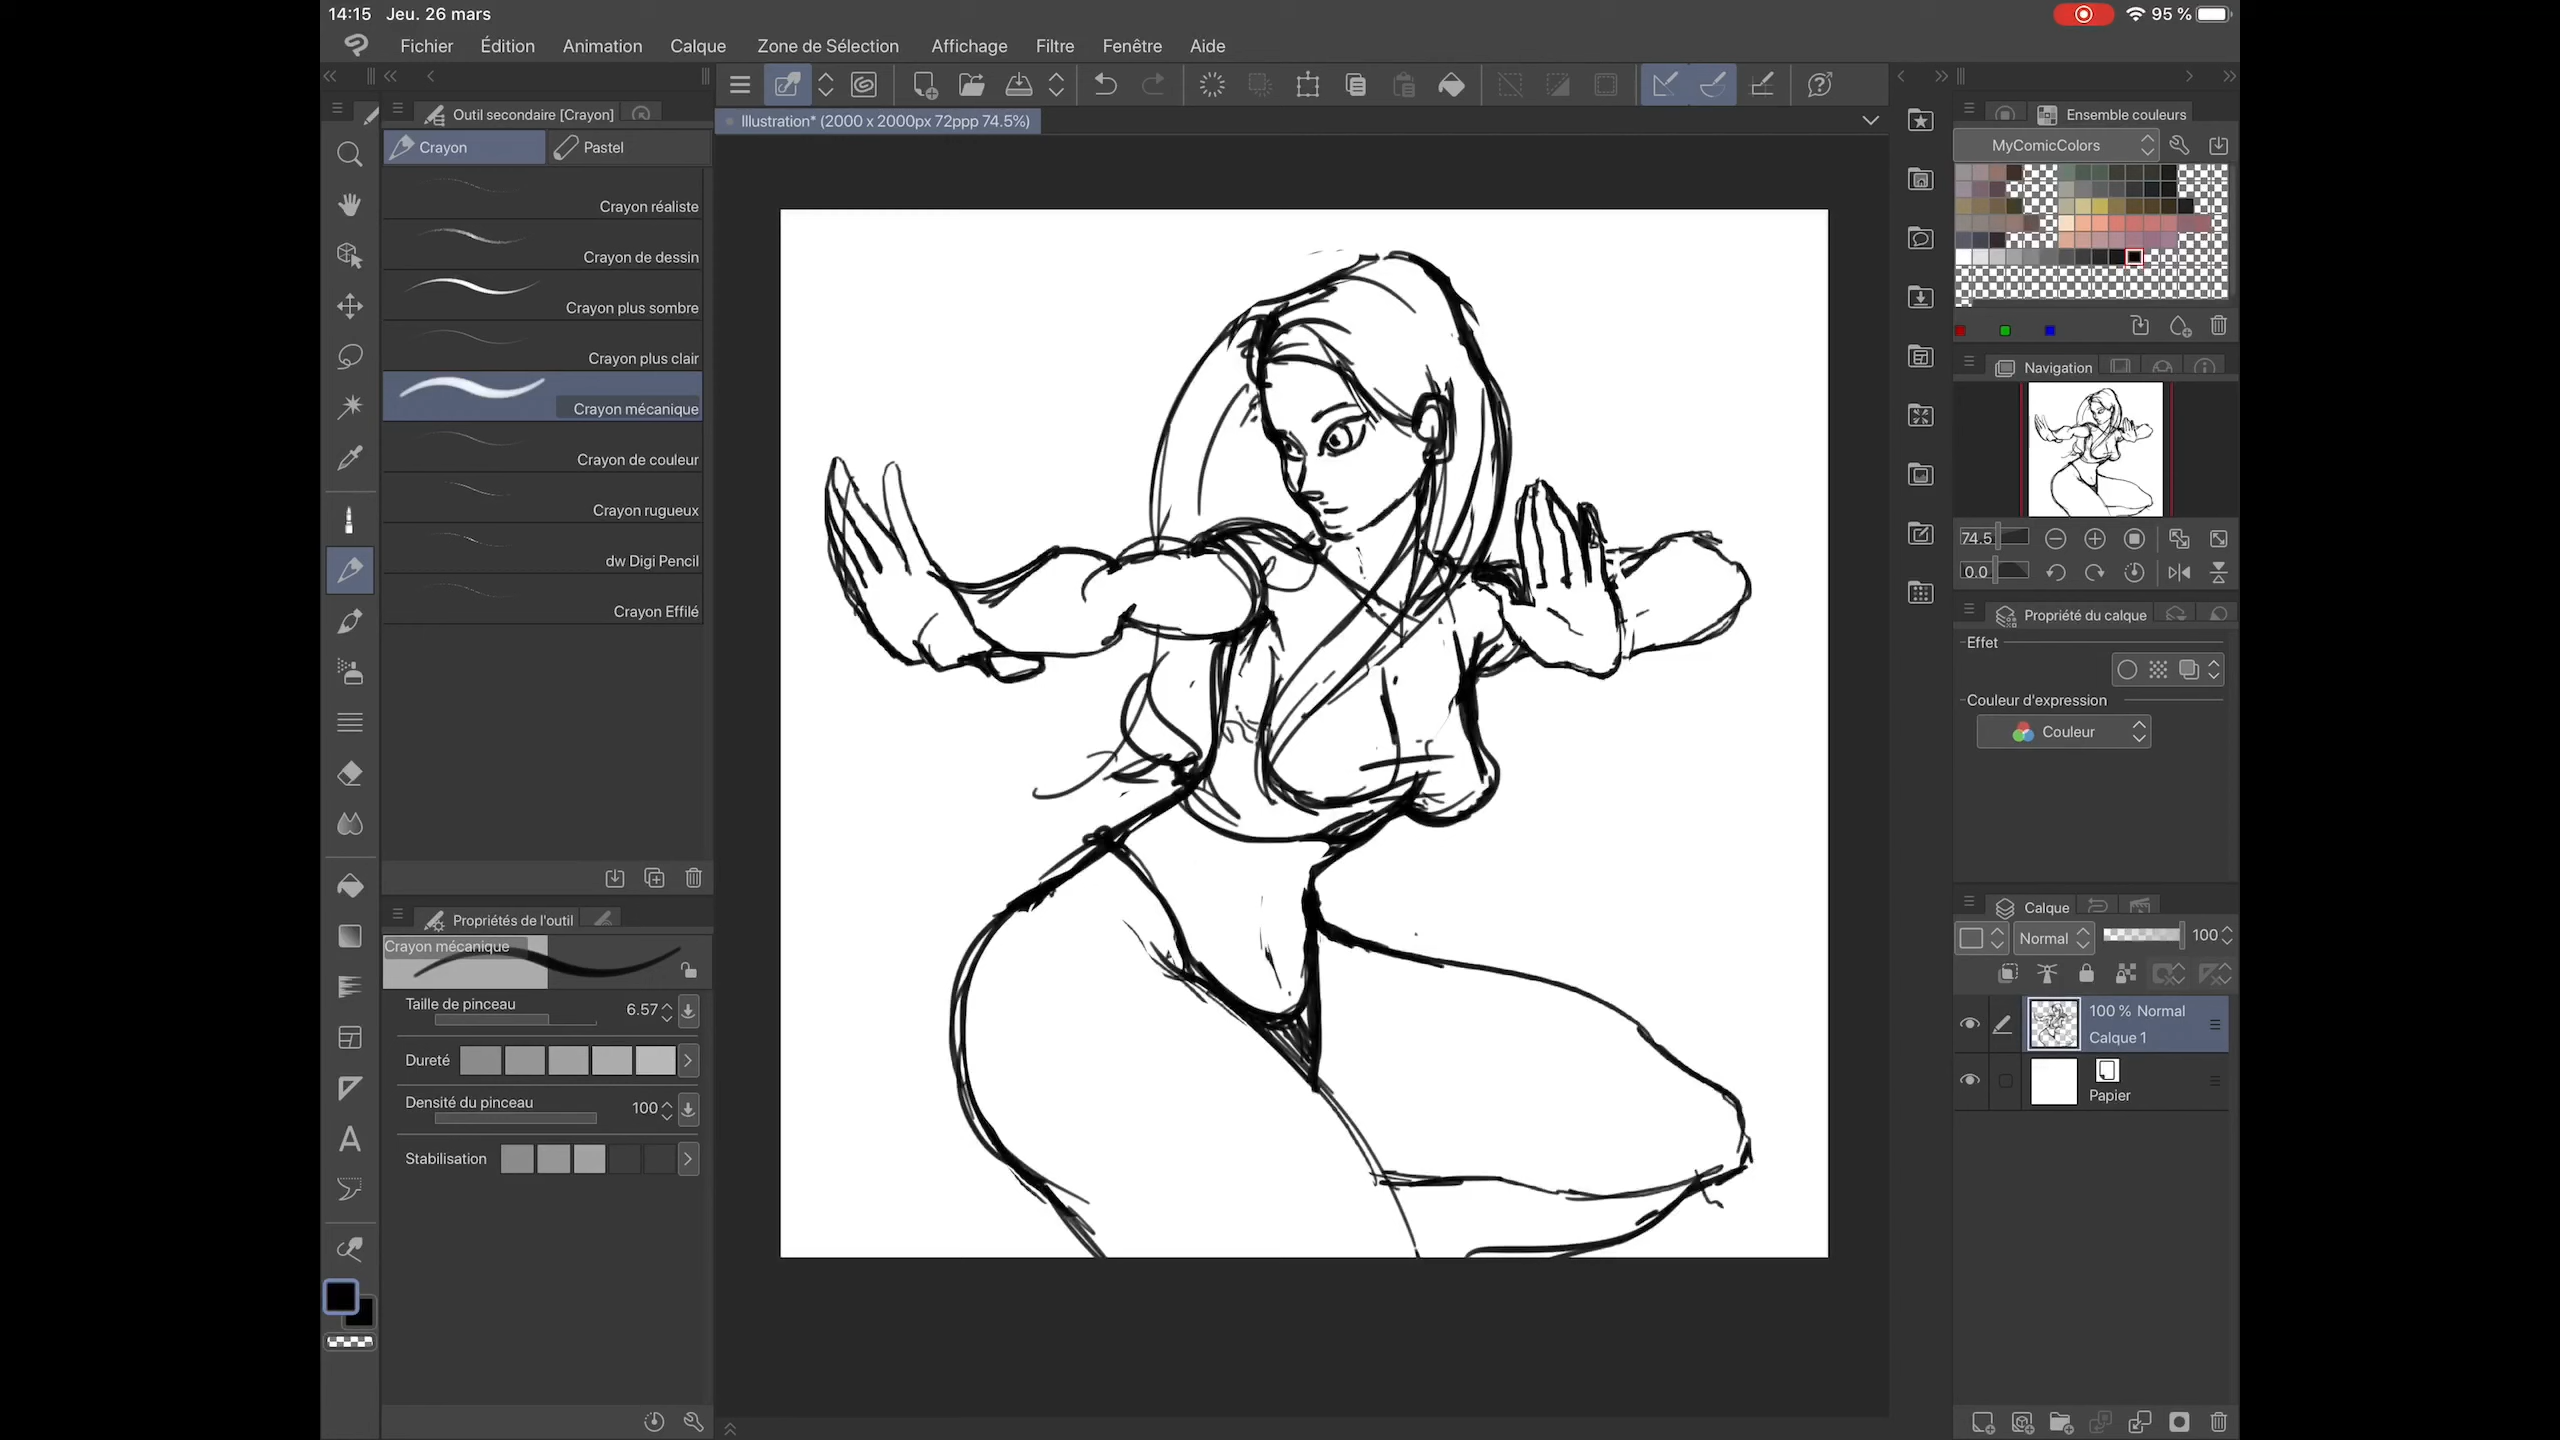 14:15 Jeu. 26 mars
95 %
Fichier Édition Animation Calque Zone de Sélection Affichage Filtre Fenêtre Aide
Outil secondaire [Crayon]
Illustration* (2000 x 2000px 72ppp 74.5%)
Crayon
Pastel
Crayon réaliste
Crayon de dessin
Crayon plus sombre
Crayon plus clair
Crayon mécanique
Crayon de couleur
Crayon rugueux
dw Digi Pencil
Crayon Effilé
Propriétés de l'outil
Crayon mécanique
Taille de pinceau 6.57
Dureté
Densité du pinceau 100
Stabilisation
A
Ensemble couleurs
MyComicColors
Navigation
74.5
0.0
Propriété du calque
Effet
Couleur d'expression
Couleur
Calque
Normal 100
100 % Normal
Calque 1
Papier